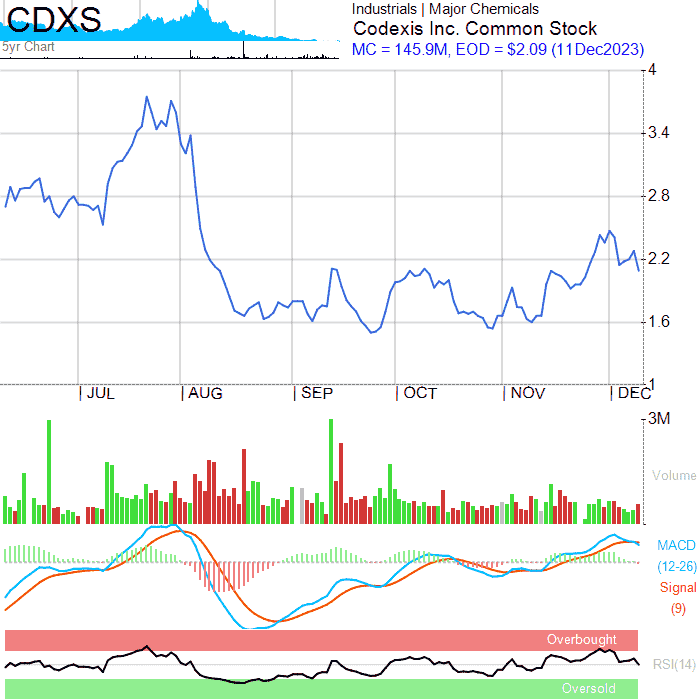 CDXS
5yr Chart
Industrials | Major Chemicals
Codexis Inc. Common Stock
MC = 145.9M, EOD = $2.09 (11Dec2023)
4
3.4
2.8
2.2
1.6
1
JUL AUG SEP OCT NOV DEC
3M
Volume
MACD
(12-26)
Signal
(9)
Overbought
RSI(14)
Oversold